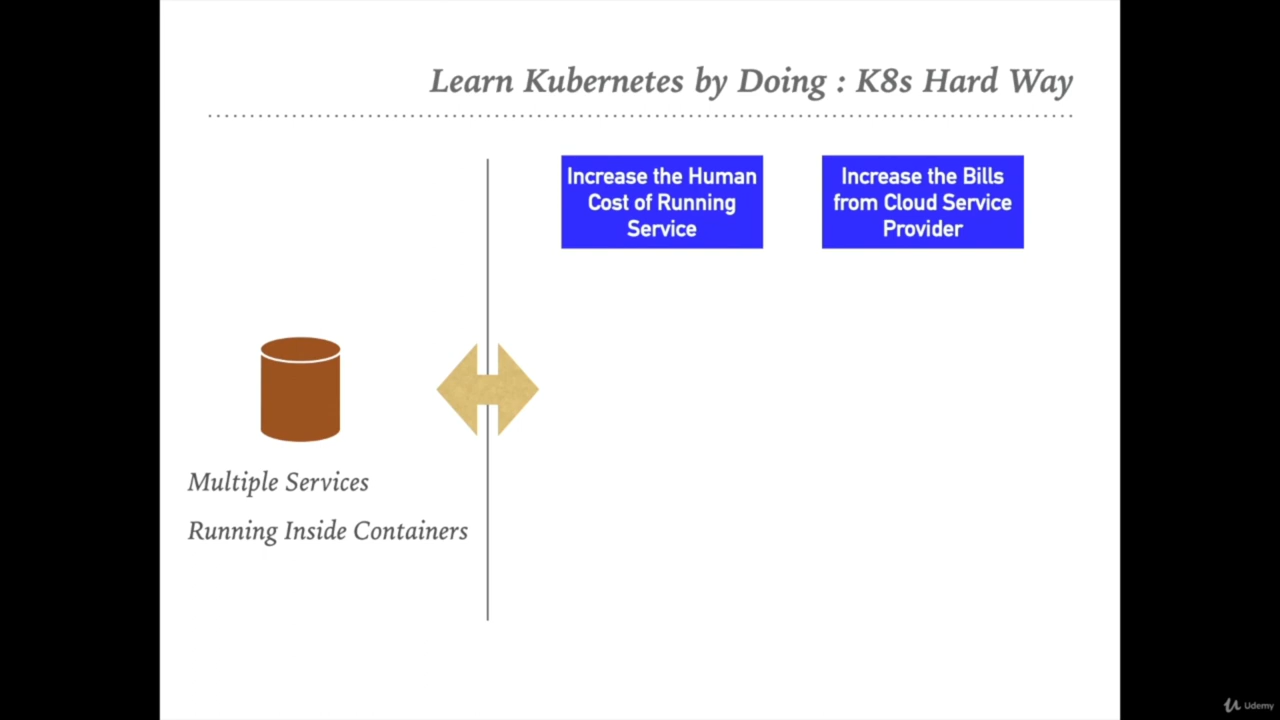 Learn Kubernetes by Doing : K8s Hard Way
Increase the Human
Cost of Running
Service
Increase the Bills
from Cloud Service
Provider
Multiple Services
Running Inside Containers
Udemy